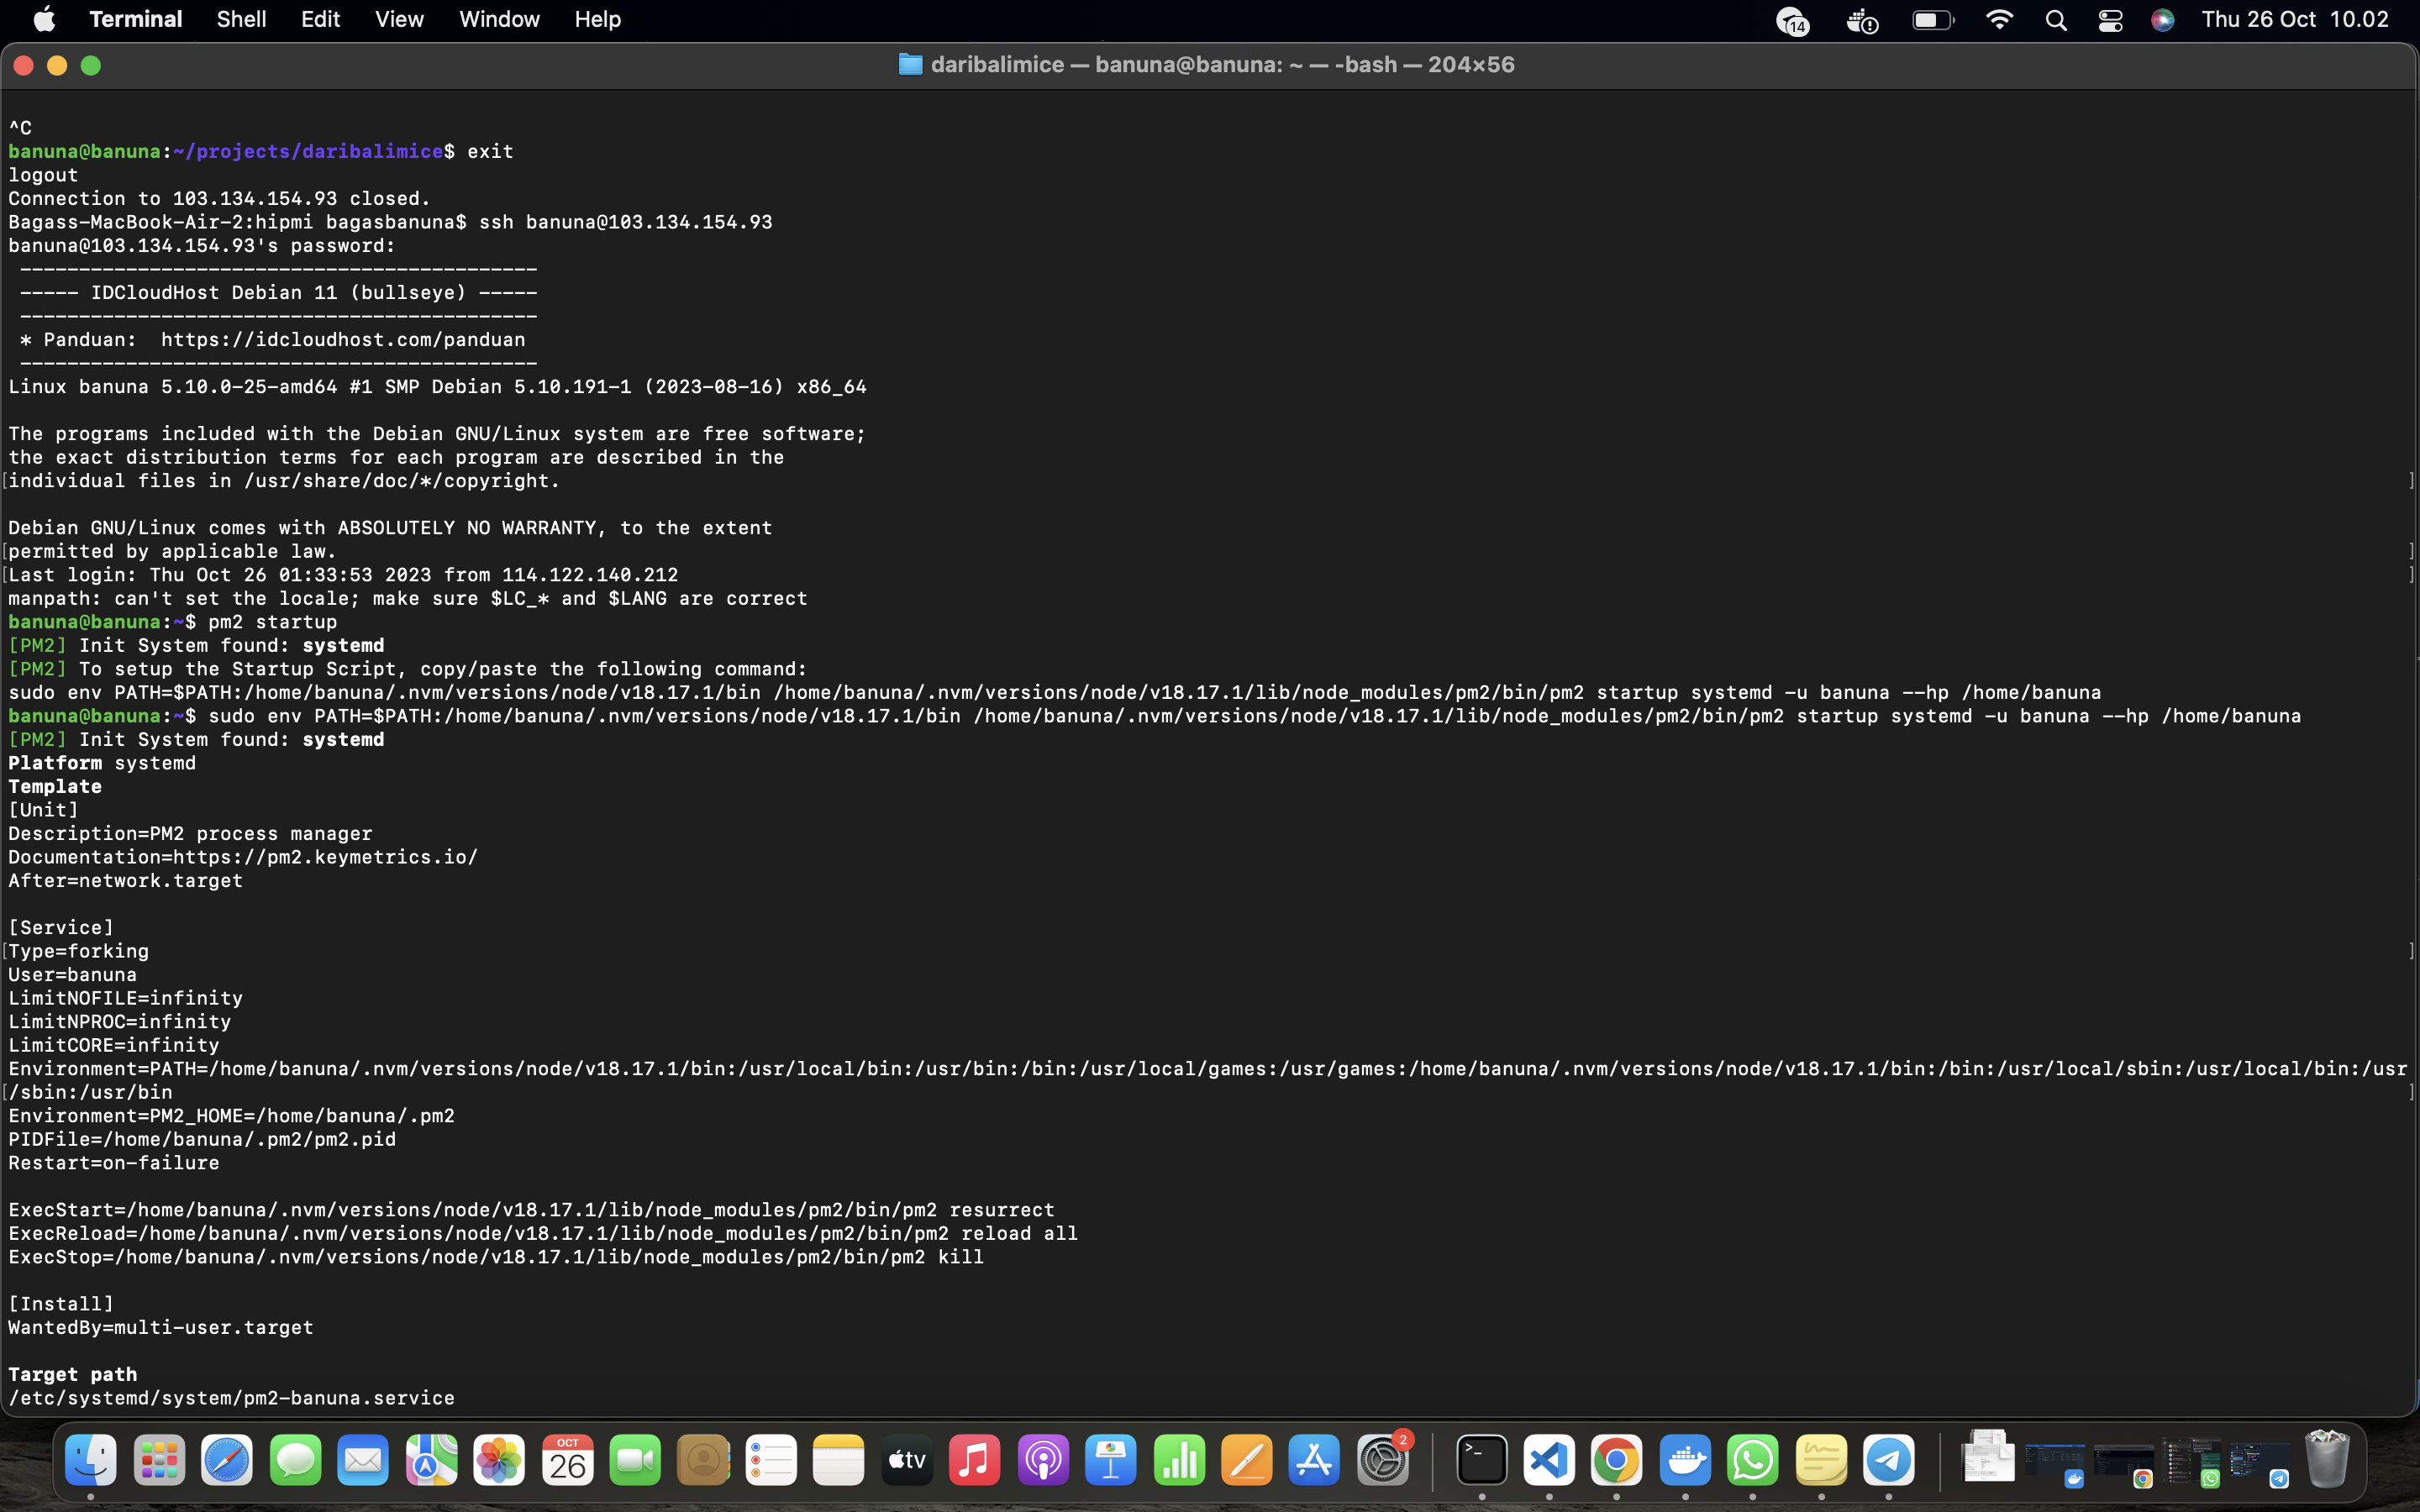 Terminal Shell Edit View Window Help 14 Thu 26 Oct 10.02
daribalimice — banuna@banuna: ~ — -bash — 204×56
^C
banuna@banuna:~/projects/daribalimice$ exit
logout
Connection to 103.134.154.93 closed.
Bagass-MacBook-Air-2:hipmi bagasbanuna$ ssh banuna@103.134.154.93
banuna@103.134.154.93's password:
--------------------------------------------
----- IDCloudHost Debian 11 (bullseye) -----
--------------------------------------------
* Panduan:  https://idcloudhost.com/panduan
--------------------------------------------
Linux banuna 5.10.0-25-amd64 #1 SMP Debian 5.10.191-1 (2023-08-16) x86_64
The programs included with the Debian GNU/Linux system are free software;
the exact distribution terms for each program are described in the
[individual files in /usr/share/doc/*/copyright. ]
Debian GNU/Linux comes with ABSOLUTELY NO WARRANTY, to the extent
[permitted by applicable law. ]
[Last login: Thu Oct 26 01:33:53 2023 from 114.122.140.212 ]
manpath: can't set the locale; make sure $LC_* and $LANG are correct
banuna@banuna:~$ pm2 startup
[PM2] Init System found: systemd
[PM2] To setup the Startup Script, copy/paste the following command:
sudo env PATH=$PATH:/home/banuna/.nvm/versions/node/v18.17.1/bin /home/banuna/.nvm/versions/node/v18.17.1/lib/node_modules/pm2/bin/pm2 startup systemd -u banuna --hp /home/banuna
banuna@banuna:~$ sudo env PATH=$PATH:/home/banuna/.nvm/versions/node/v18.17.1/bin /home/banuna/.nvm/versions/node/v18.17.1/lib/node_modules/pm2/bin/pm2 startup systemd -u banuna --hp /home/banuna
[PM2] Init System found: systemd
Platform systemd
Template
[Unit]
Description=PM2 process manager
Documentation=https://pm2.keymetrics.io/
After=network.target
[Service]
[Type=forking ]
User=banuna
LimitNOFILE=infinity
LimitNPROC=infinity
LimitCORE=infinity
Environment=PATH=/home/banuna/.nvm/versions/node/v18.17.1/bin:/usr/local/bin:/usr/bin:/bin:/usr/local/games:/usr/games:/home/banuna/.nvm/versions/node/v18.17.1/bin:/bin:/usr/local/sbin:/usr/local/bin:/usr
[/sbin:/usr/bin ]
Environment=PM2_HOME=/home/banuna/.pm2
PIDFile=/home/banuna/.pm2/pm2.pid
Restart=on-failure
ExecStart=/home/banuna/.nvm/versions/node/v18.17.1/lib/node_modules/pm2/bin/pm2 resurrect
ExecReload=/home/banuna/.nvm/versions/node/v18.17.1/lib/node_modules/pm2/bin/pm2 reload all
ExecStop=/home/banuna/.nvm/versions/node/v18.17.1/lib/node_modules/pm2/bin/pm2 kill
[Install]
WantedBy=multi-user.target
Target path
/etc/systemd/system/pm2-banuna.service
OCT
26
tv
2